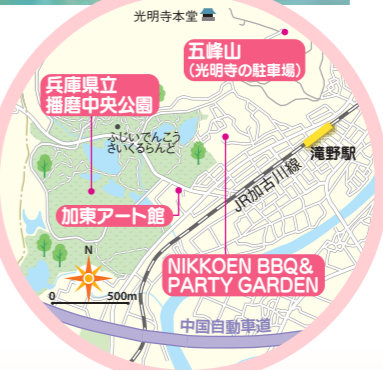 光明寺本堂
五峰山
(光明寺の駐車場)
兵庫県立
播磨中央公園
ふじいでんこう
さいくるらんど
滝野駅
JR加古川線
加東アート館
N
NIKKOEN BBQ&
PARTY GARDEN
0 500m
中国自動車道